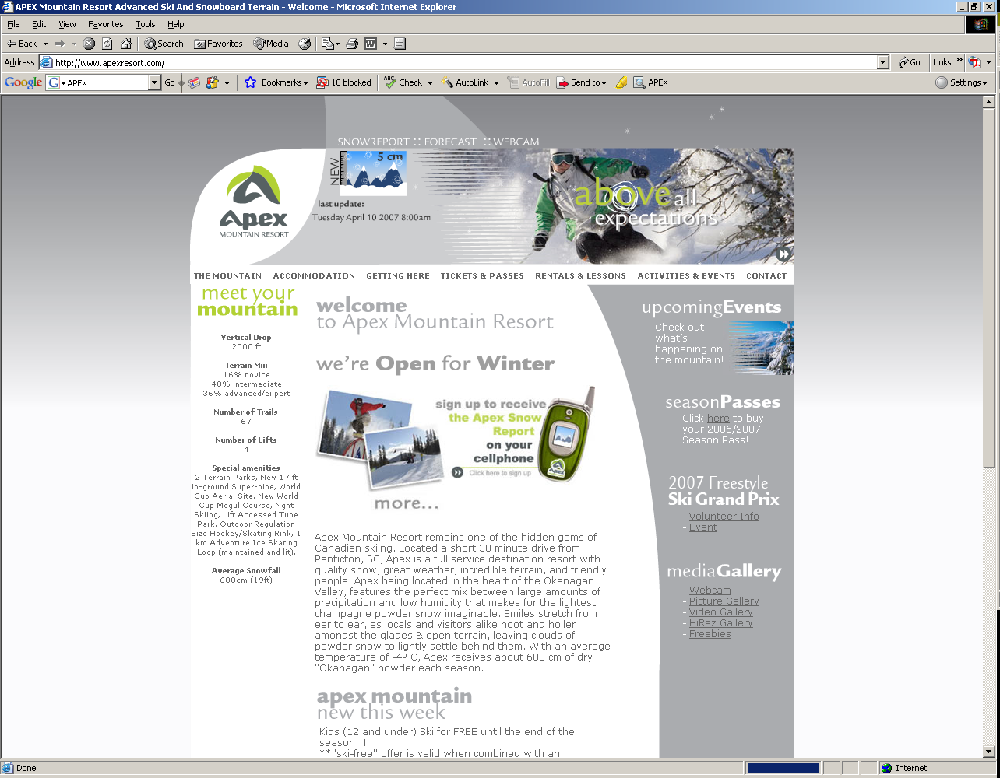 APEX Mountain Resort Advanced Ski And Snowboard Terrain - Welcome - Microsoft Internet Explorer
File Edit View Favorites Tools Help
Back Search Favorites Media
Address http://www.apexresort.com/ Go Links »
Google APEX Go Bookmarks 10 blocked ABC Check AutoLink AutoFill Send to APEX Settings
SNOWREPORT :: FORECAST :: WEBCAM
NEW
5 cm
Apex
MOUNTAIN RESORT
last update:
Tuesday April 10 2007 8:00am
above all
expectations
THE MOUNTAIN ACCOMMODATION GETTING HERE TICKETS & PASSES RENTALS & LESSONS ACTIVITIES & EVENTS CONTACT
meet your
mountain
Vertical Drop
2000 ft
Terrain Mix
16% novice
48% intermediate
36% advanced/expert
Number of Trails
67
Number of Lifts
4
Special amenities
2 Terrain Parks, New 17 ft
in-ground Super-pipe, World
Cup Aerial Site, New World
Cup Mogul Course, Nght
Skiing, Lift Accessed Tube
Park, Outdoor Regulation
Size Hockey/Skating Rink, 1
km Adventure Ice Skating
Loop (maintained and lit).
Average Snowfall
600cm (19ft)
welcome
to Apex Mountain Resort
we're Open for Winter
sign up to receive
the Apex Snow
Report
on your
cellphone
Click here to sign up
Apex
more...
Apex Mountain Resort remains one of the hidden gems of
Canadian skiing. Located a short 30 minute drive from
Penticton, BC, Apex is a full service destination resort with
quality snow, great weather, incredible terrain, and friendly
people. Apex being located in the heart of the Okanagan
Valley, features the perfect mix between large amounts of
precipitation and low humidity that makes for the lightest
champagne powder snow imaginable. Smiles stretch from
ear to ear, as locals and visitors alike hoot and holler
amongst the glades & open terrain, leaving clouds of
powder snow to lightly settle behind them. With an average
temperature of -4º C, Apex receives about 600 cm of dry
"Okanagan" powder each season.
apex mountain
new this week
Kids (12 and under) Ski for FREE until the end of the
season!!!
**"ski-free" offer is valid when combined with an
upcomingEvents
Check out
what's
happening on
the mountain!
seasonPasses
Click here to buy
your 2006/2007
Season Pass!
2007 Freestyle
Ski Grand Prix
- Volunteer Info
- Event
mediaGallery
- Webcam
- Picture Gallery
- Video Gallery
- HiRez Gallery
- Freebies
Done Internet